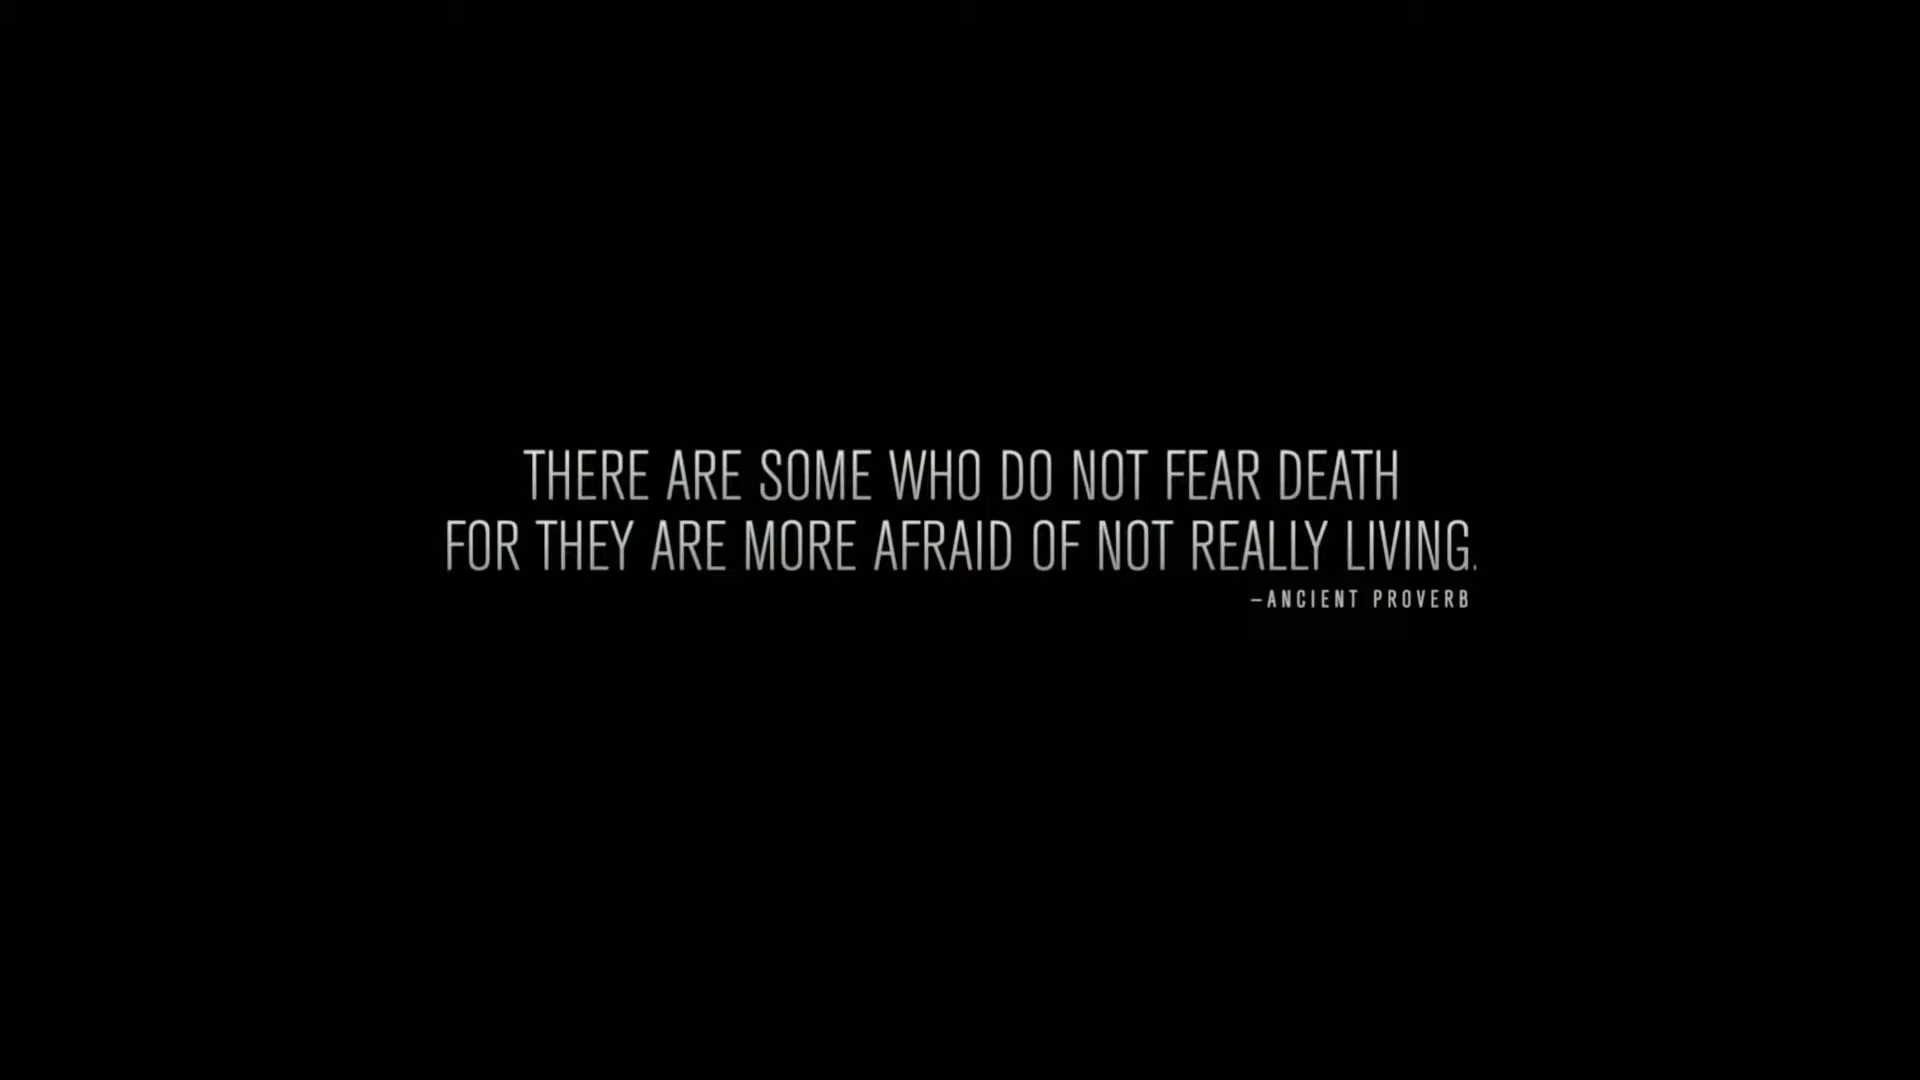 THERE ARE SOME WHO DO NOT FEAR DEATH
FOR THEY ARE MORE AFRAID OF NOT REALLY LIVING.
–ANCIENT PROVERB